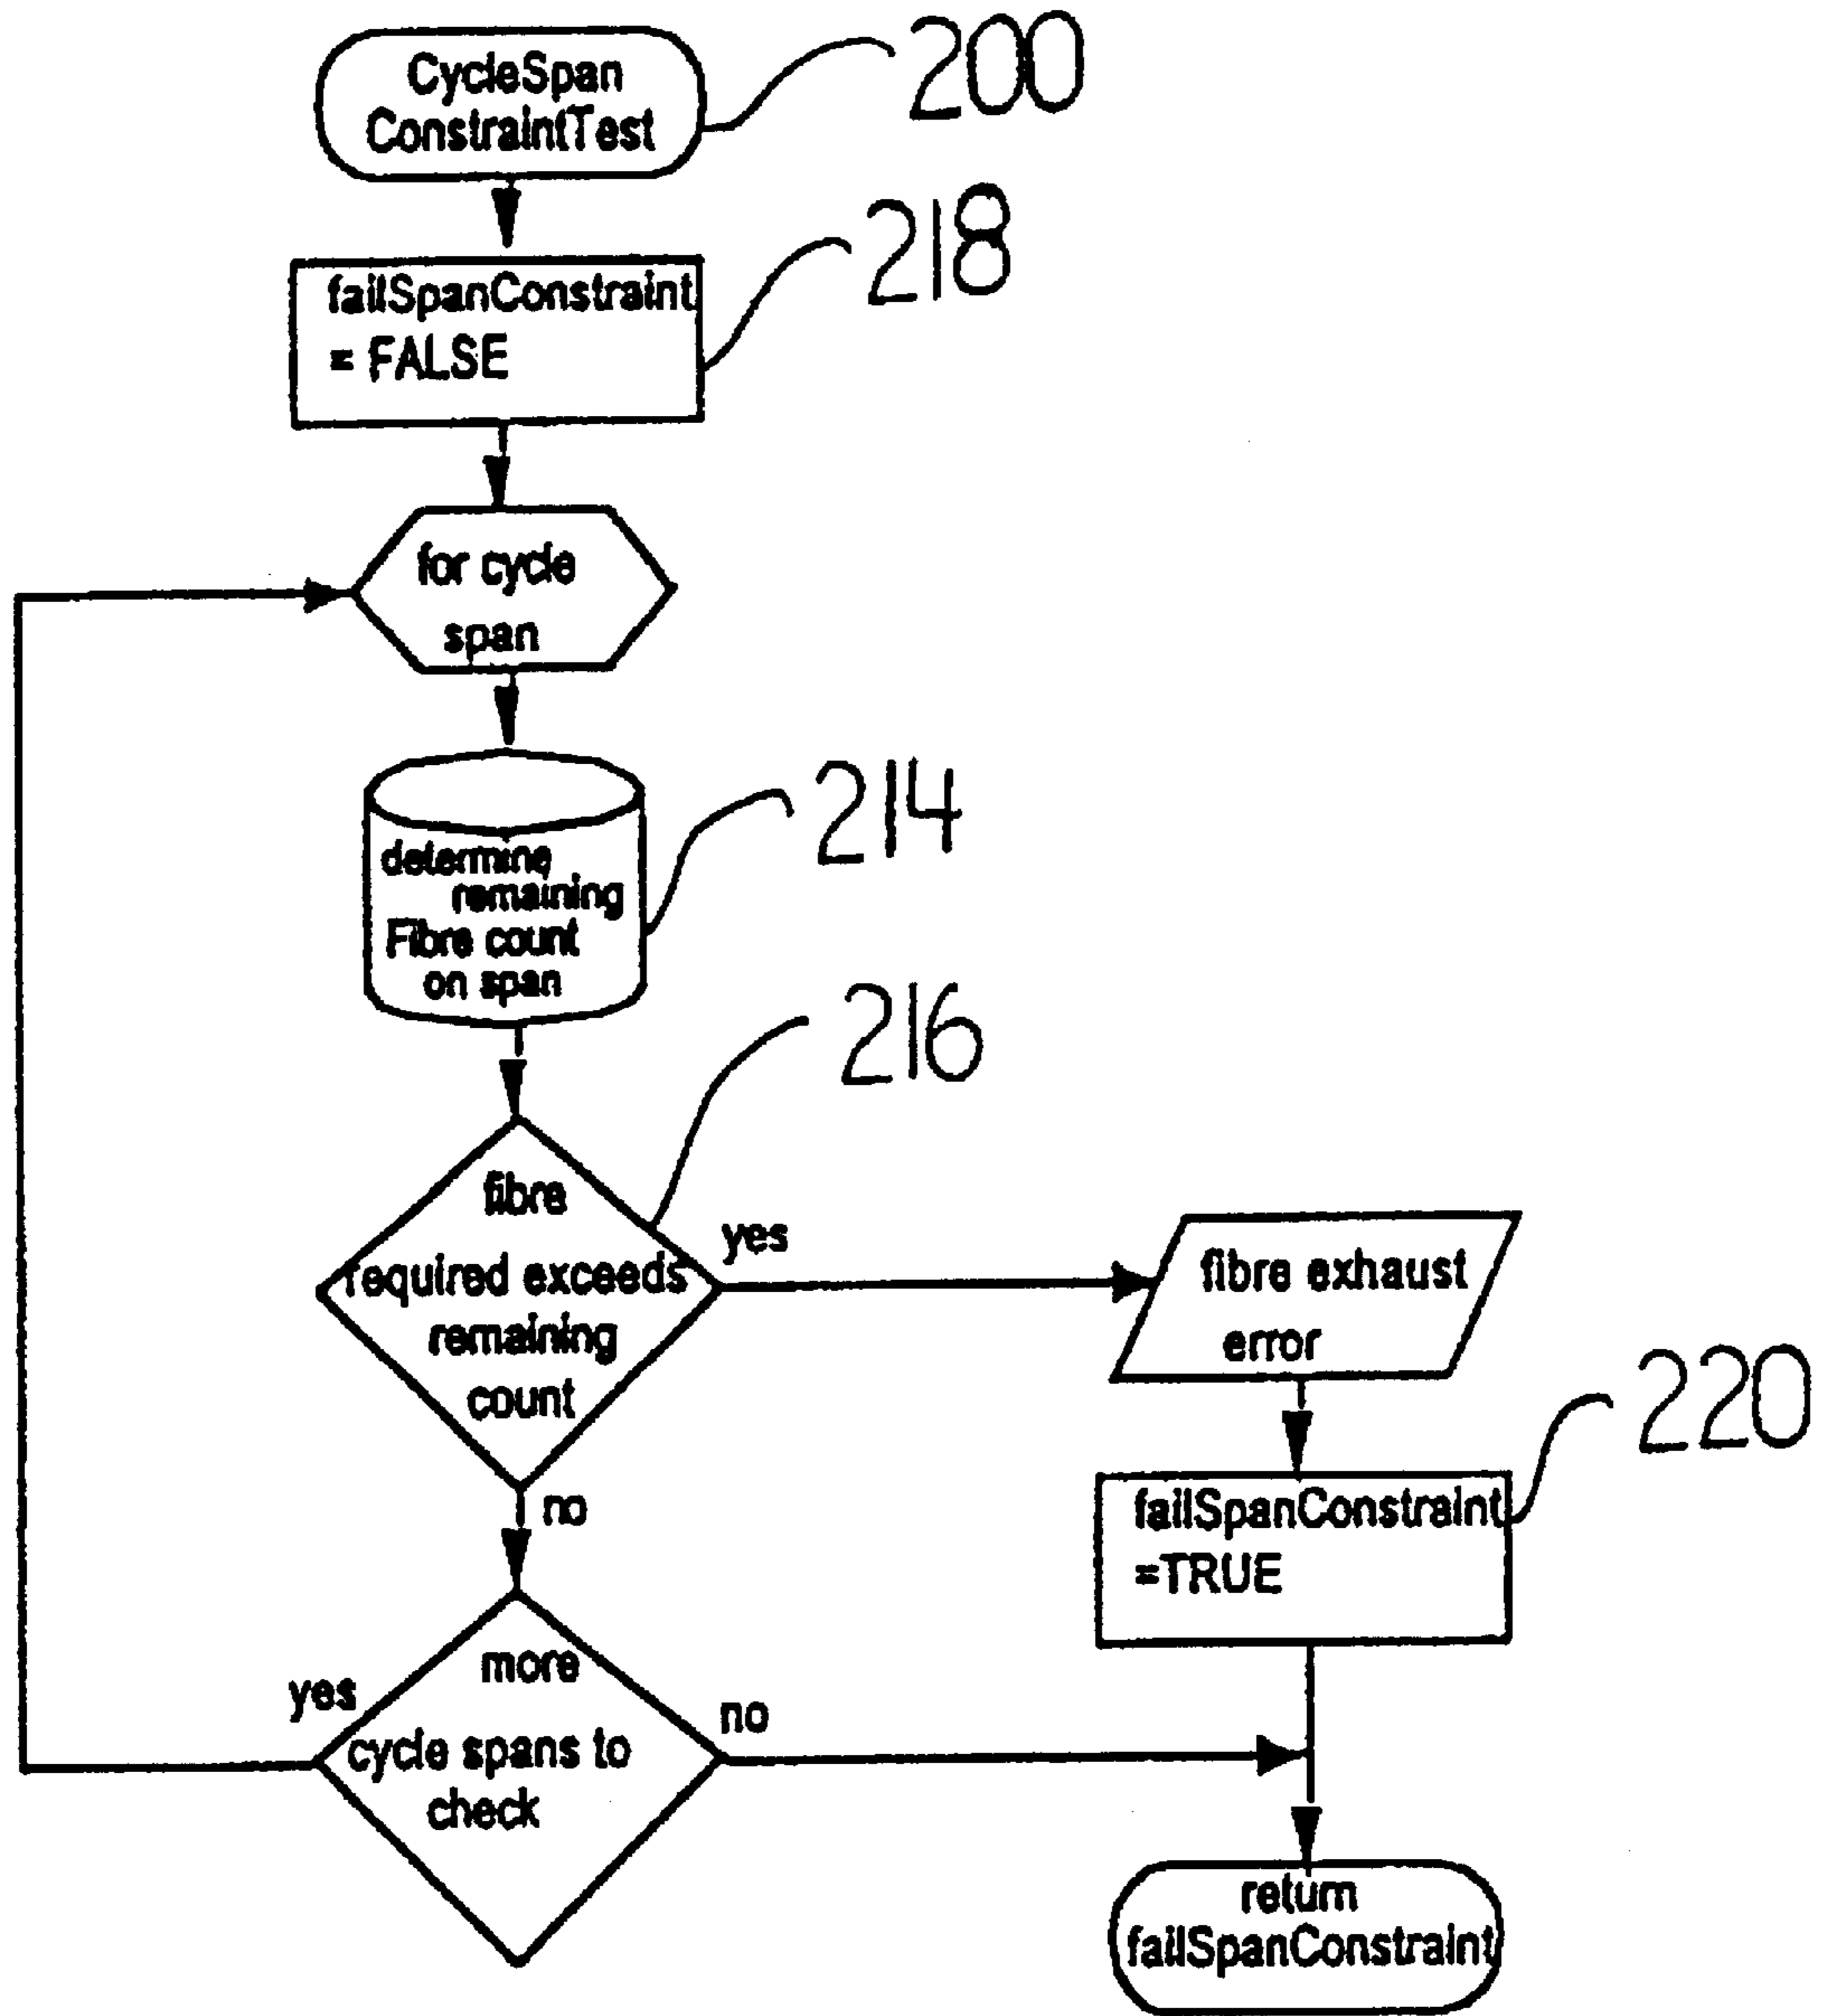 CycleSpan
ConstraintTest
200
failSpanConstraint
= FALSE
218
for cycle
span
determine
remaining
Fibre count
on span
214
216
fibre
required exceeds
remaining
count
yes
no
fibre exhaust
error
220
failSpanConstraint
=TRUE
more
cycle spans to
check
yes
no
return
failSpanConstraint